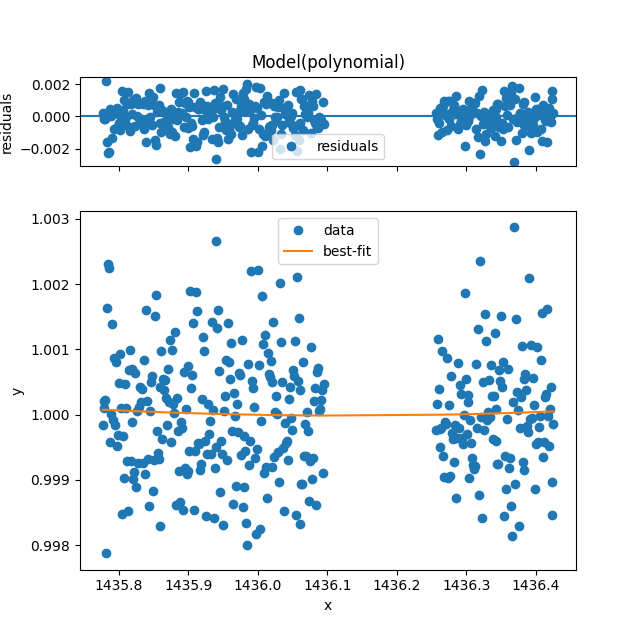 Model(polynomial)
0.002
0.000
−0.002
residuals
residuals
1.003
1.002
1.001
1.000
0.999
0.998
y
data
best-fit
1435.8 1435.9 1436.0 1436.1 1436.2 1436.3 1436.4
x